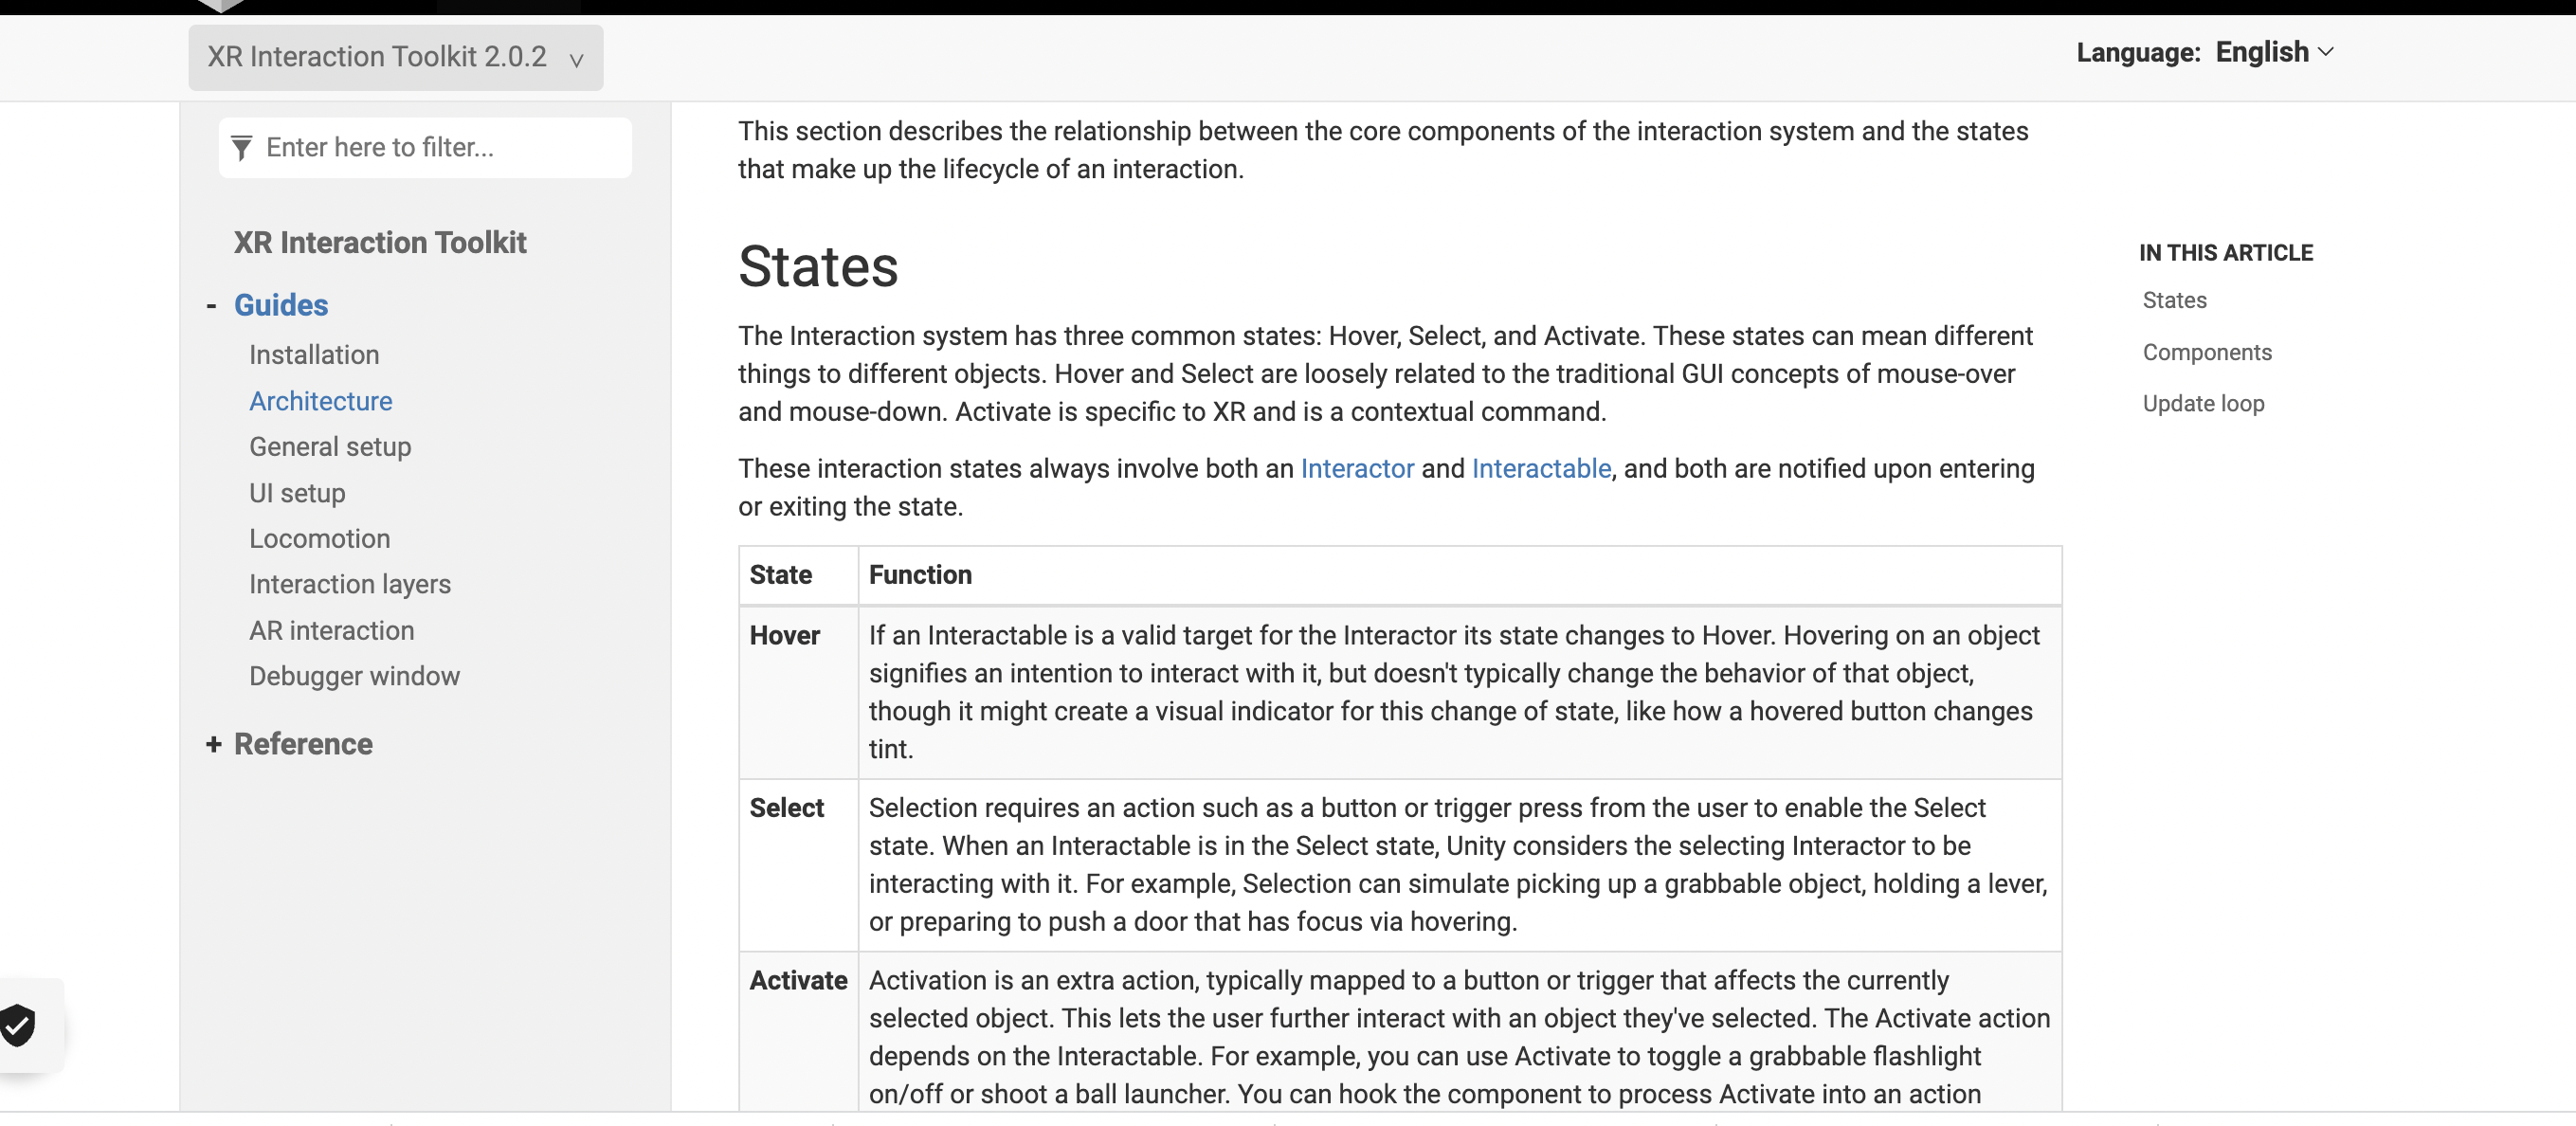 XR Interaction Toolkit 2.0.2
Language: English
Enter here to filter...
XR Interaction Toolkit
- Guides
Installation
Architecture
General setup
UI setup
Locomotion
Interaction layers
AR interaction
Debugger window
+ Reference
This section describes the relationship between the core components of the interaction system and the states
that make up the lifecycle of an interaction.
States
The Interaction system has three common states: Hover, Select, and Activate. These states can mean different
things to different objects. Hover and Select are loosely related to the traditional GUI concepts of mouse-over
and mouse-down. Activate is specific to XR and is a contextual command.
These interaction states always involve both an Interactor and Interactable, and both are notified upon entering
or exiting the state.
State Function
Hover If an Interactable is a valid target for the Interactor its state changes to Hover. Hovering on an object
signifies an intention to interact with it, but doesn't typically change the behavior of that object,
though it might create a visual indicator for this change of state, like how a hovered button changes
tint.
Select Selection requires an action such as a button or trigger press from the user to enable the Select
state. When an Interactable is in the Select state, Unity considers the selecting Interactor to be
interacting with it. For example, Selection can simulate picking up a grabbable object, holding a lever,
or preparing to push a door that has focus via hovering.
Activate Activation is an extra action, typically mapped to a button or trigger that affects the currently
selected object. This lets the user further interact with an object they've selected. The Activate action
depends on the Interactable. For example, you can use Activate to toggle a grabbable flashlight
on/off or shoot a ball launcher. You can hook the component to process Activate into an action
IN THIS ARTICLE
States
Components
Update loop